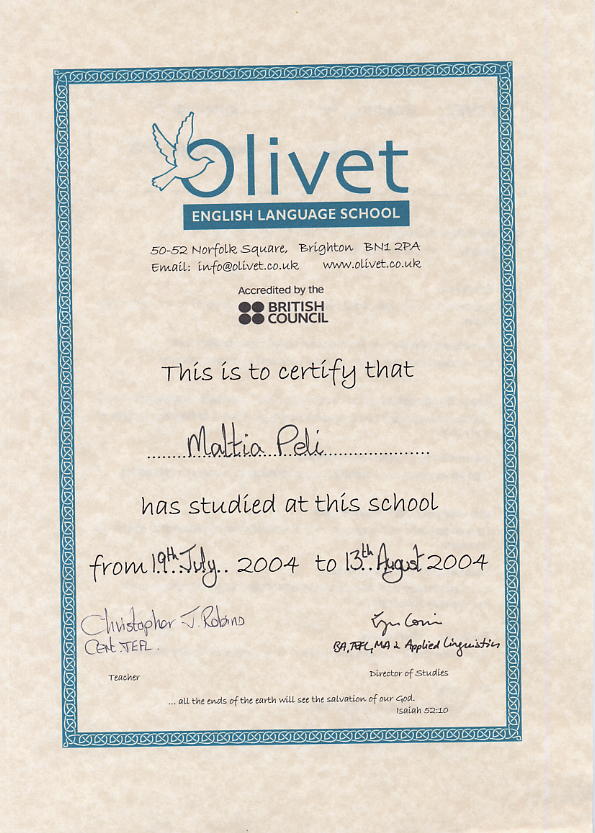 Olivet
ENGLISH LANGUAGE SCHOOL
50-52 Norfolk Square, Brighton BN1 2PA
Email: info@olivet.co.uk www.olivet.co.uk
Accredited by the
BRITISH
COUNCIL
This is to certify that
Mattia Peli
has studied at this school
from 19th July 2004 to 13th August 2004
Christopher J. Robins
Cert. TEFL.
BA, TEFL, MA in Applied Linguistics
Teacher
Director of Studies
... all the ends of the earth will see the salvation of our God.
Isaiah 52:10